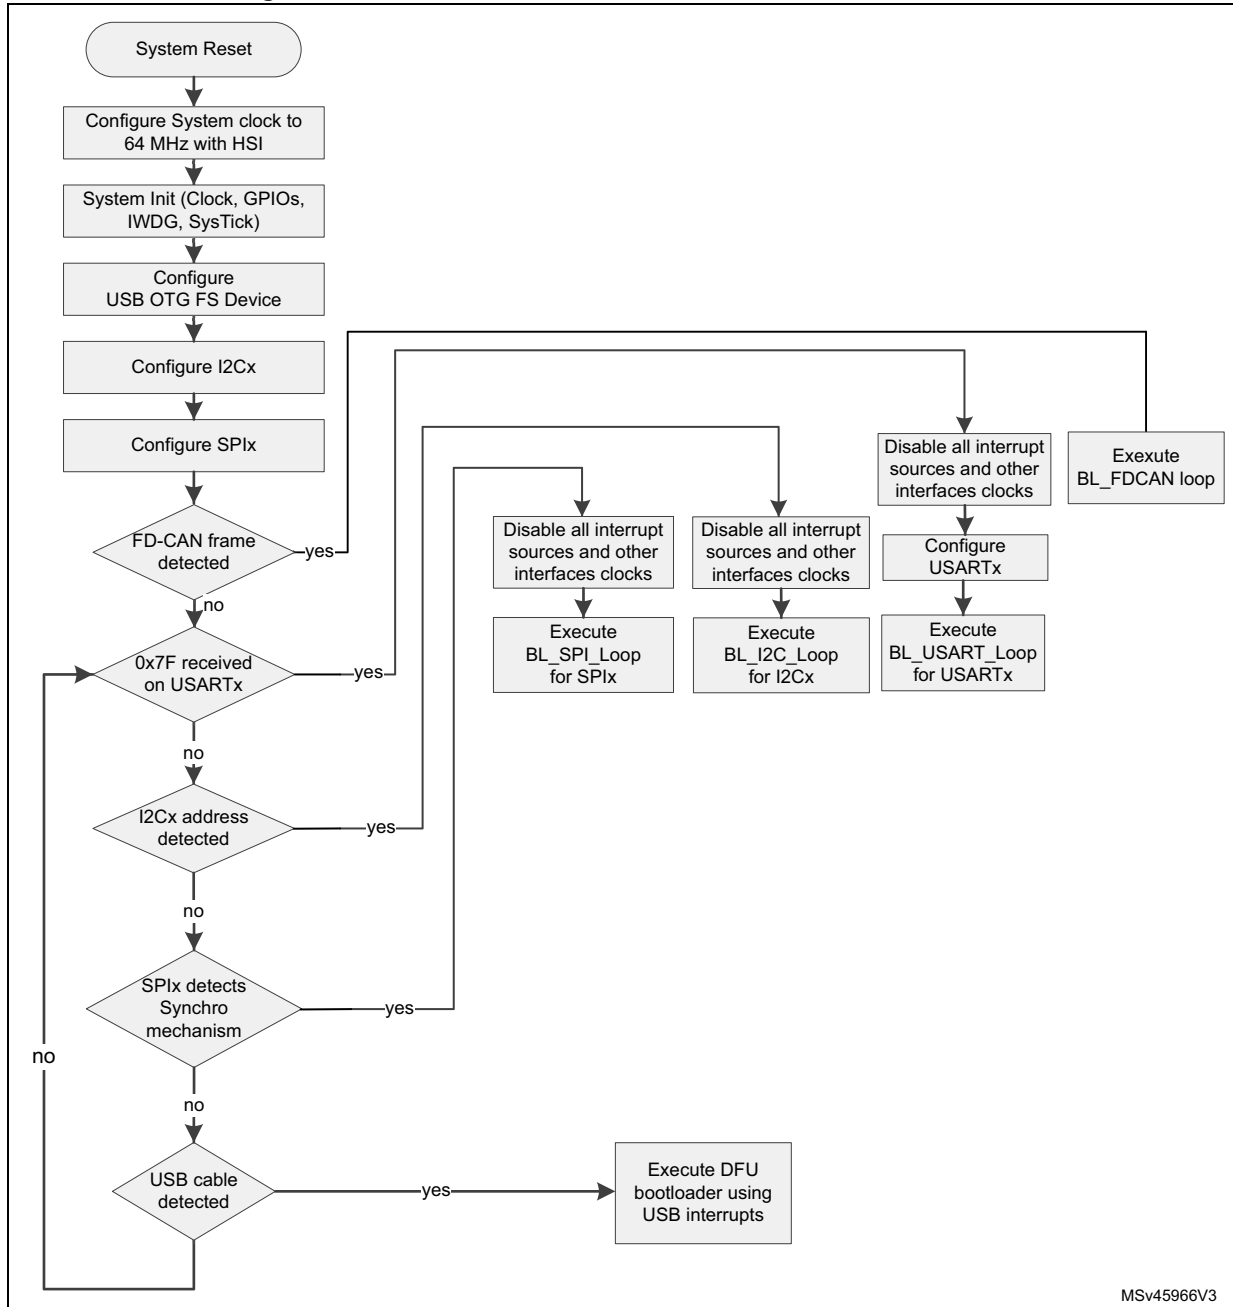 System Reset
Configure System clock to
64 MHz with HSI
System Init (Clock, GPIOs,
IWDG, SysTick)
Configure
USB OTG FS Device
Configure I2Cx
Configure SPIx
FD-CAN frame
detected
yes
no
0x7F received
on USARTx
yes
no
I2Cx address
detected
yes
no
SPIx detects
Synchro
mechanism
yes
no
no
USB cable
detected
yes
Disable all interrupt
sources and other
interfaces clocks
Execute
BL_SPI_Loop
for SPIx
Disable all interrupt
sources and other
interfaces clocks
Execute
BL_I2C_Loop
for I2Cx
Disable all interrupt
sources and other
interfaces clocks
Configure
USARTx
Execute
BL_USART_Loop
for USARTx
Exexute
BL_FDCAN loop
Execute DFU
bootloader using
USB interrupts
MSv45966V3